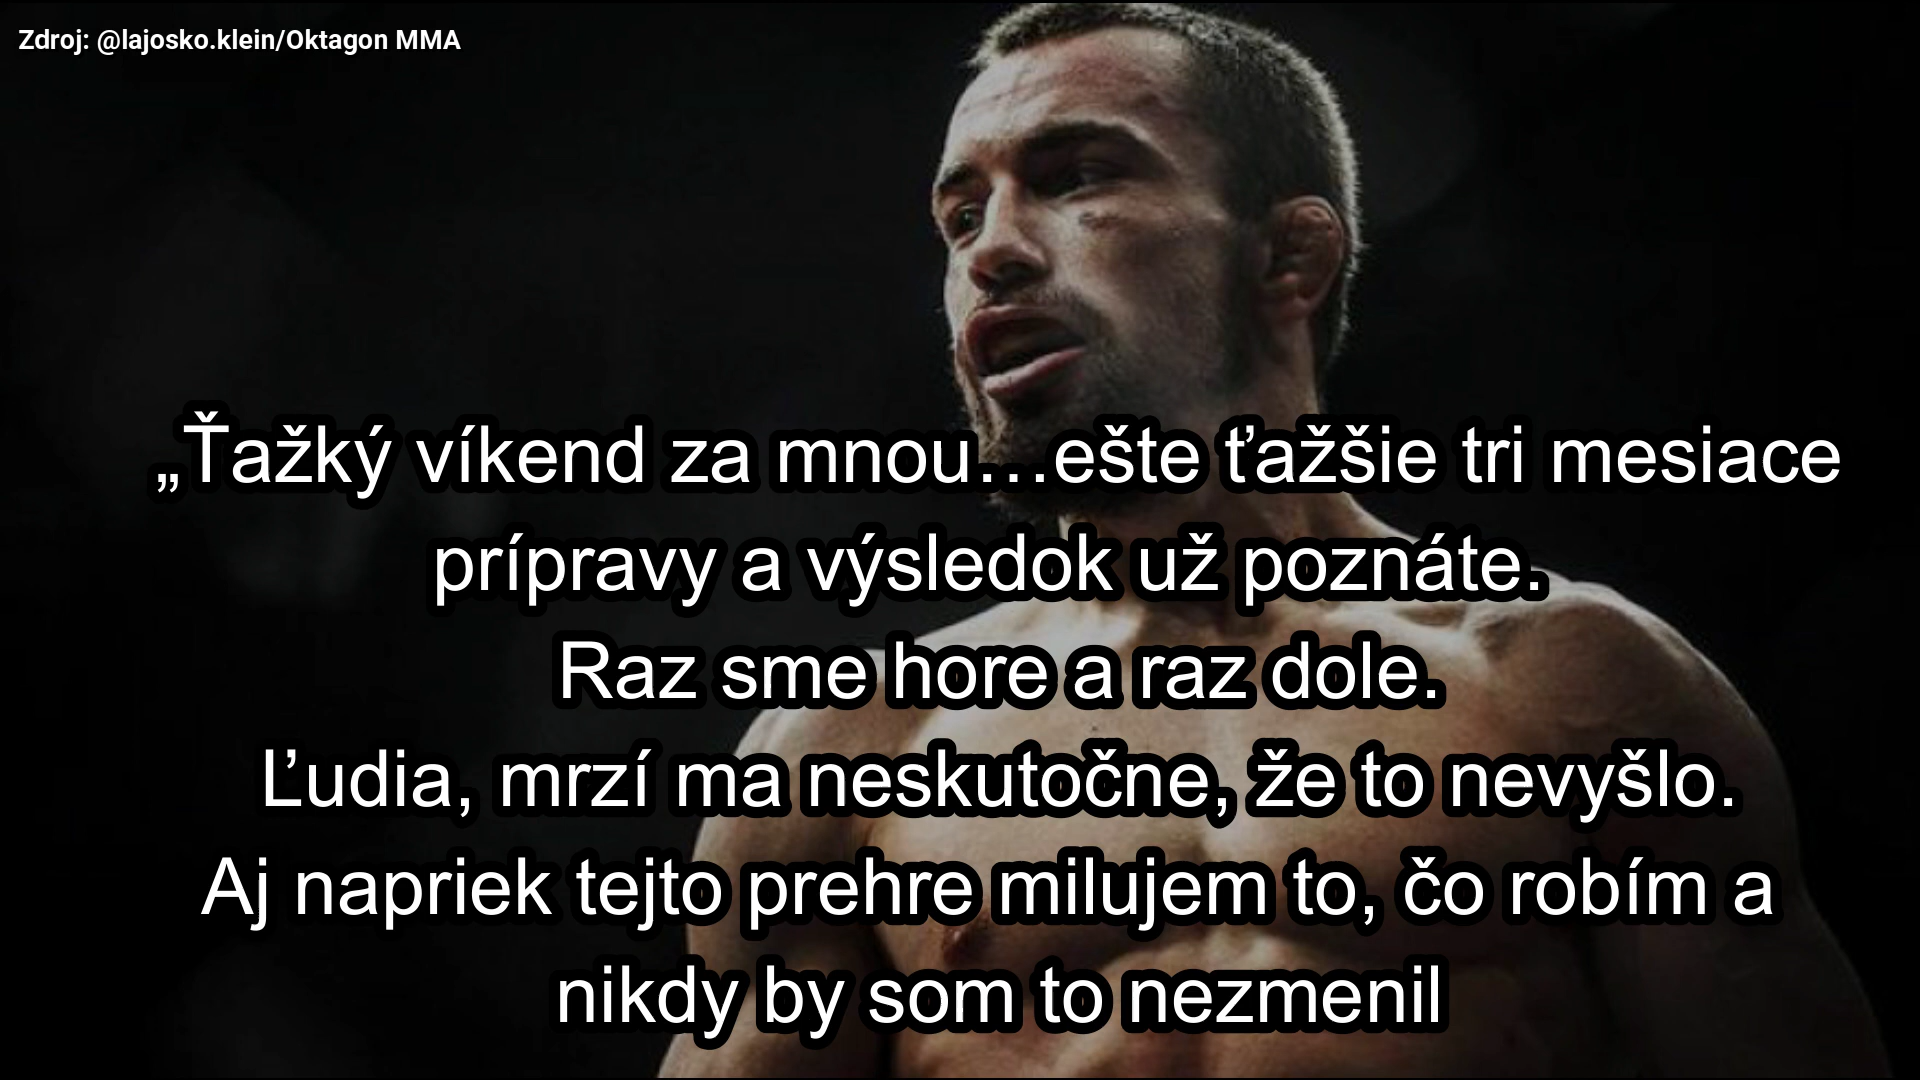 Zdroj: @lajosko.klein/Oktagon MMA
„Ťažký víkend za mnou…ešte ťažšie tri mesiace
prípravy a výsledok už poznáte.
Raz sme hore a raz dole.
Ľudia, mrzí ma neskutočne, že to nevyšlo.
Aj napriek tejto prehre milujem to, čo robím a
nikdy by som to nezmenil